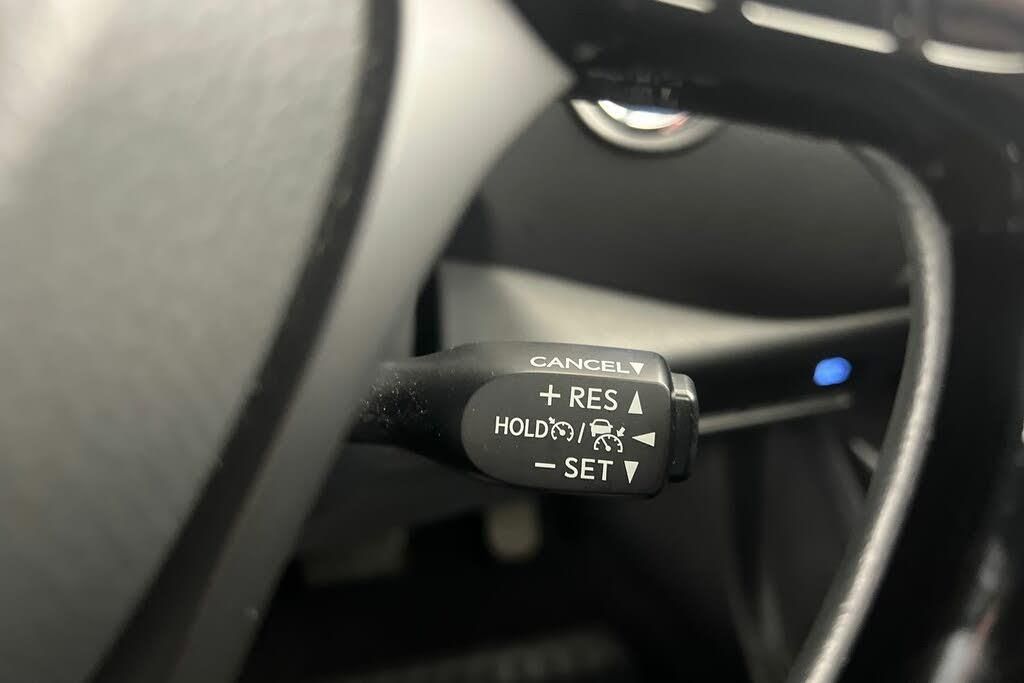 CANCEL▼
+ RES ▲
HOLD / ◀
− SET ▼